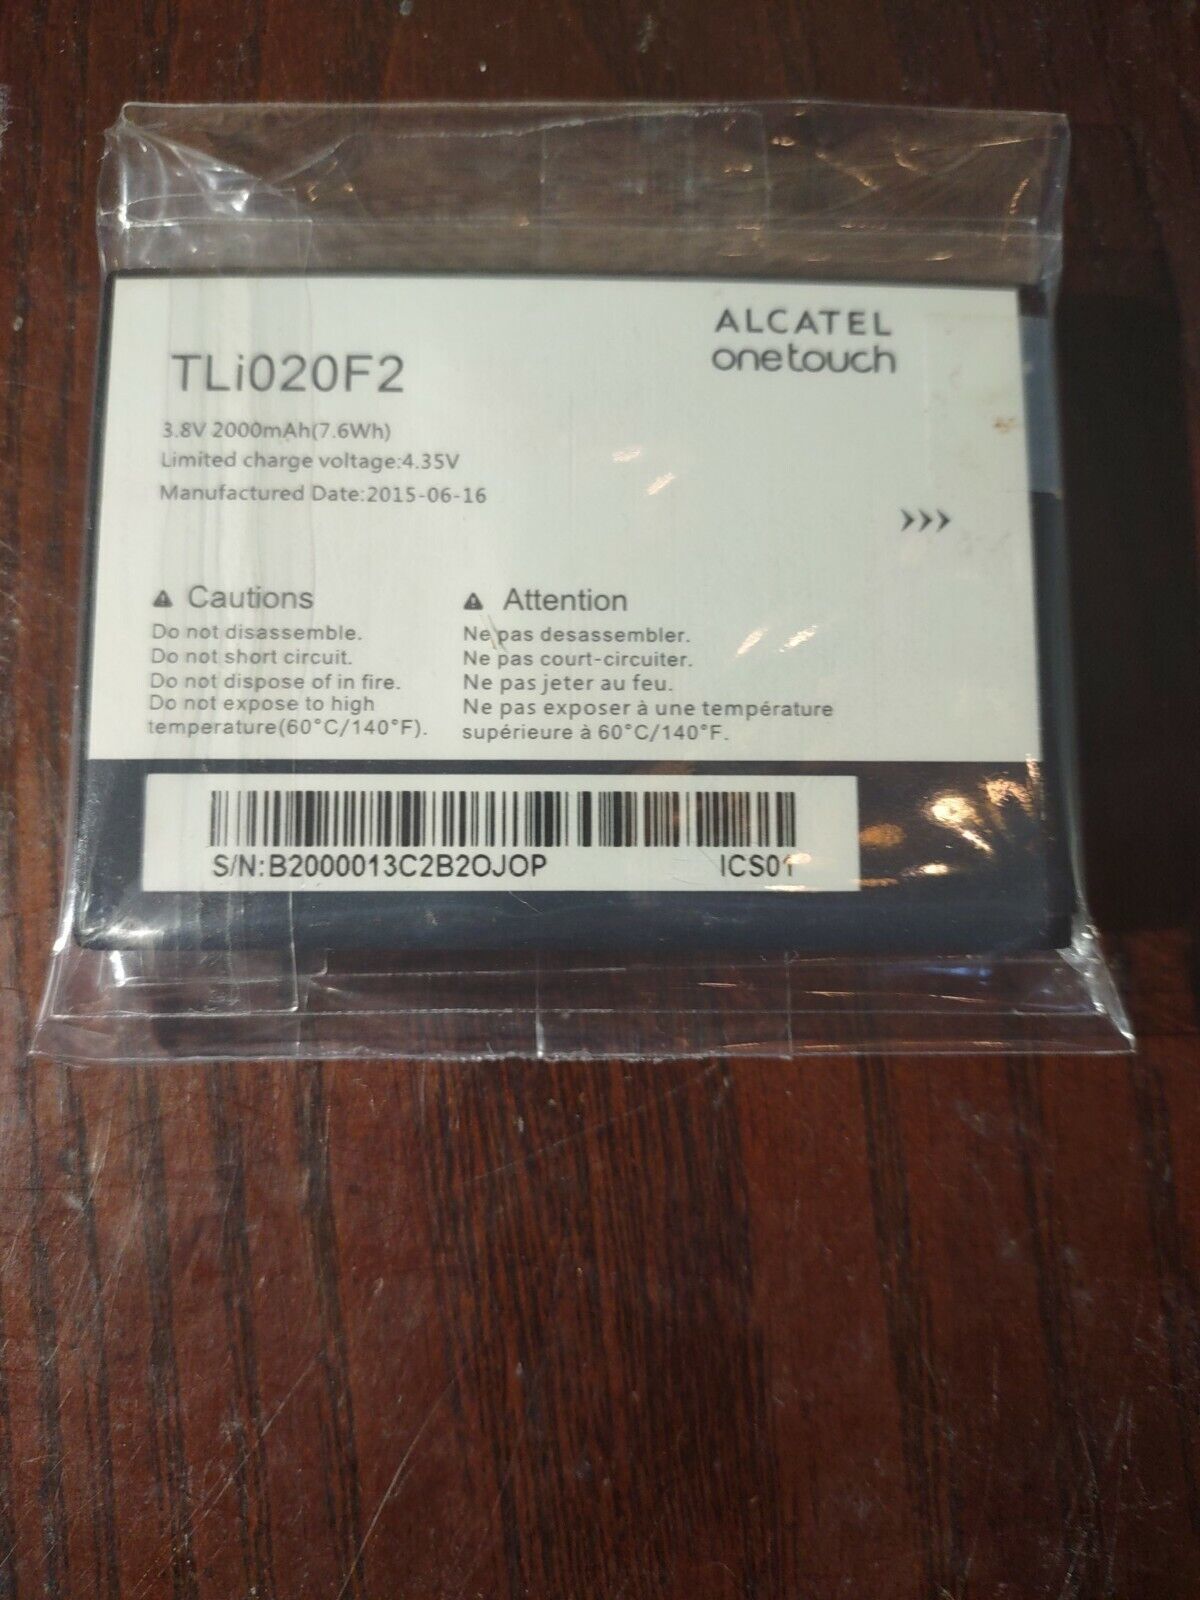 ALCATEL
onetouch
TLi020F2
3.8V 2000mAh(7.6Wh)
Limited charge voltage:4.35V
Manufactured Date:2015-06-16
>>>
Cautions
Do not disassemble.
Do not short circuit.
Do not dispose of in fire.
Do not expose to high
temperature(60°C/140°F).
Attention
Ne pas desassembler.
Ne pas court-circuiter.
Ne pas jeter au feu.
Ne pas exposer à une température
supérieure à 60°C/140°F.
S/N:B2000013C2B2OJOP ICS01